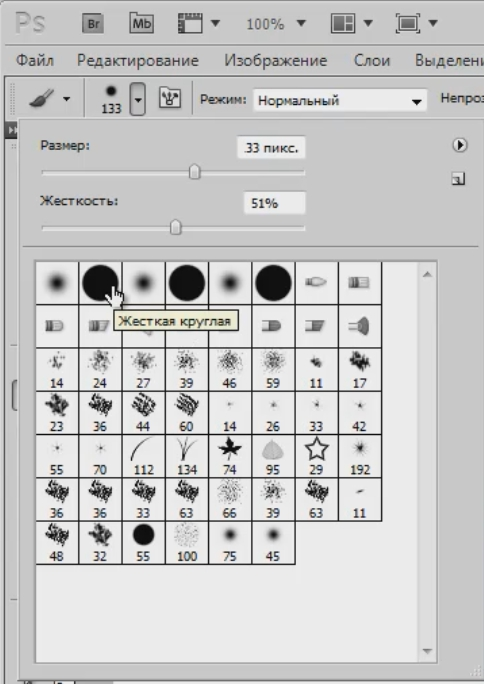 Ps Br Mb 100%
Файл Редактирование Изображение Слои Выделени
133 Режим: Нормальный Непроз
Размер: 33 пикс.
Жесткость: 51%
Жесткая круглая
14 24 27 39 46 59 11 17
23 36 44 60 14 26 33 42
55 70 112 134 74 95 29 192
36 36 33 63 66 39 63 11
48 32 55 100 75 45